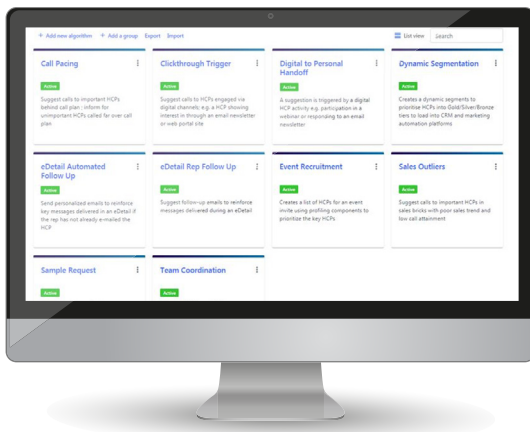 + Add new algorithm + Add a group Export Import List view Search
Call Pacing
Active
Suggest calls to important HCPs
behind call plan : inform for
unimportant HCPs called far over call
plan
Clickthrough Trigger
Active
Suggest calls to HCPs engaged via
digital channels; e.g. a HCP showing
interest in through an email newsletter
or web portal site
Digital to Personal
Handoff
Active
A suggestion is triggered by a digital
HCP activity e.g. participation in a
webinar or responding to an email
newsletter
Dynamic Segmentation
Active
Creates a dynamic segments to
prioritise HCPs into Gold/Silver/Bronze
tiers to load into CRM and marketing
automation platforms
eDetail Automated
Follow Up
Active
Send personalized emails to reinforce
key messages delivered in an eDetail if
the rep has not already e-mailed the
HCP
eDetail Rep Follow Up
Active
Suggest follow-up emails to reinforce
messages delivered during an eDetail
Event Recruitment
Active
Creates a list of HCPs for an event
invite using profiling components to
prioritize the key HCPs
Sales Outliers
Active
Suggest calls to important HCPs in
sales bricks with poor sales trend and
low call attainment
Sample Request
Active
Team Coordination
Active